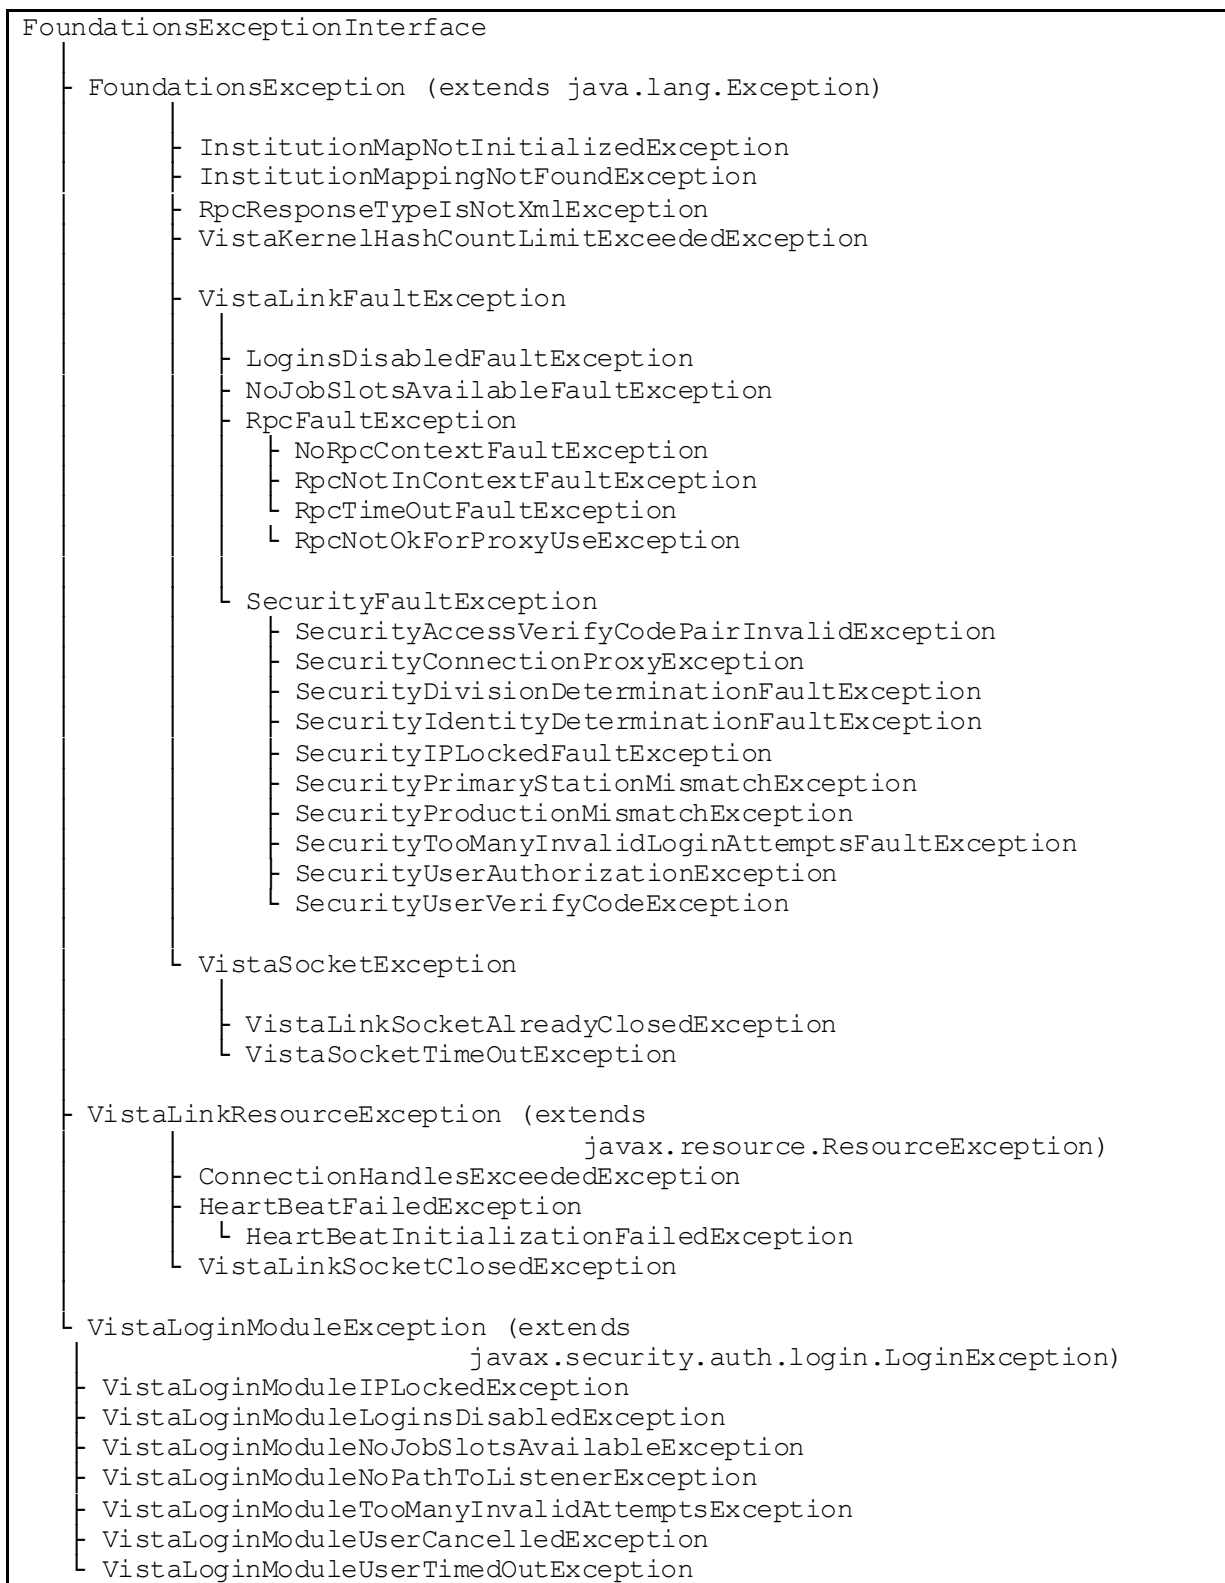 FoundationsExceptionInterface
FoundationsException (extends java.lang.Exception)
InstitutionMapNotInitializedException
InstitutionMappingNotFoundException
RpcResponseTypeIsNotXmlException
VistaKernelHashCountLimitExceededException
VistaLinkFaultException
LoginsDisabledFaultException
NoJobSlotsAvailableFaultException
RpcFaultException
NoRpcContextFaultException
RpcNotInContextFaultException
RpcTimeOutFaultException
RpcNotOkForProxyUseException
SecurityFaultException
SecurityAccessVerifyCodePairInvalidException
SecurityConnectionProxyException
SecurityDivisionDeterminationFaultException
SecurityIdentityDeterminationFaultException
SecurityIPLockedFaultException
SecurityPrimaryStationMismatchException
SecurityProductionMismatchException
SecurityTooManyInvalidLoginAttemptsFaultException
SecurityUserAuthorizationException
SecurityUserVerifyCodeException
VistaSocketException
VistaLinkSocketAlreadyClosedException
VistaSocketTimeOutException
VistaLinkResourceException (extends
javax.resource.ResourceException)
ConnectionHandlesExceededException
HeartBeatFailedException
HeartBeatInitializationFailedException
VistaLinkSocketClosedException
VistaLoginModuleException (extends
javax.security.auth.login.LoginException)
VistaLoginModuleIPLockedException
VistaLoginModuleLoginsDisabledException
VistaLoginModuleNoJobSlotsAvailableException
VistaLoginModuleNoPathToListenerException
VistaLoginModuleTooManyInvalidAttemptsException
VistaLoginModuleUserCancelledException
VistaLoginModuleUserTimedOutException